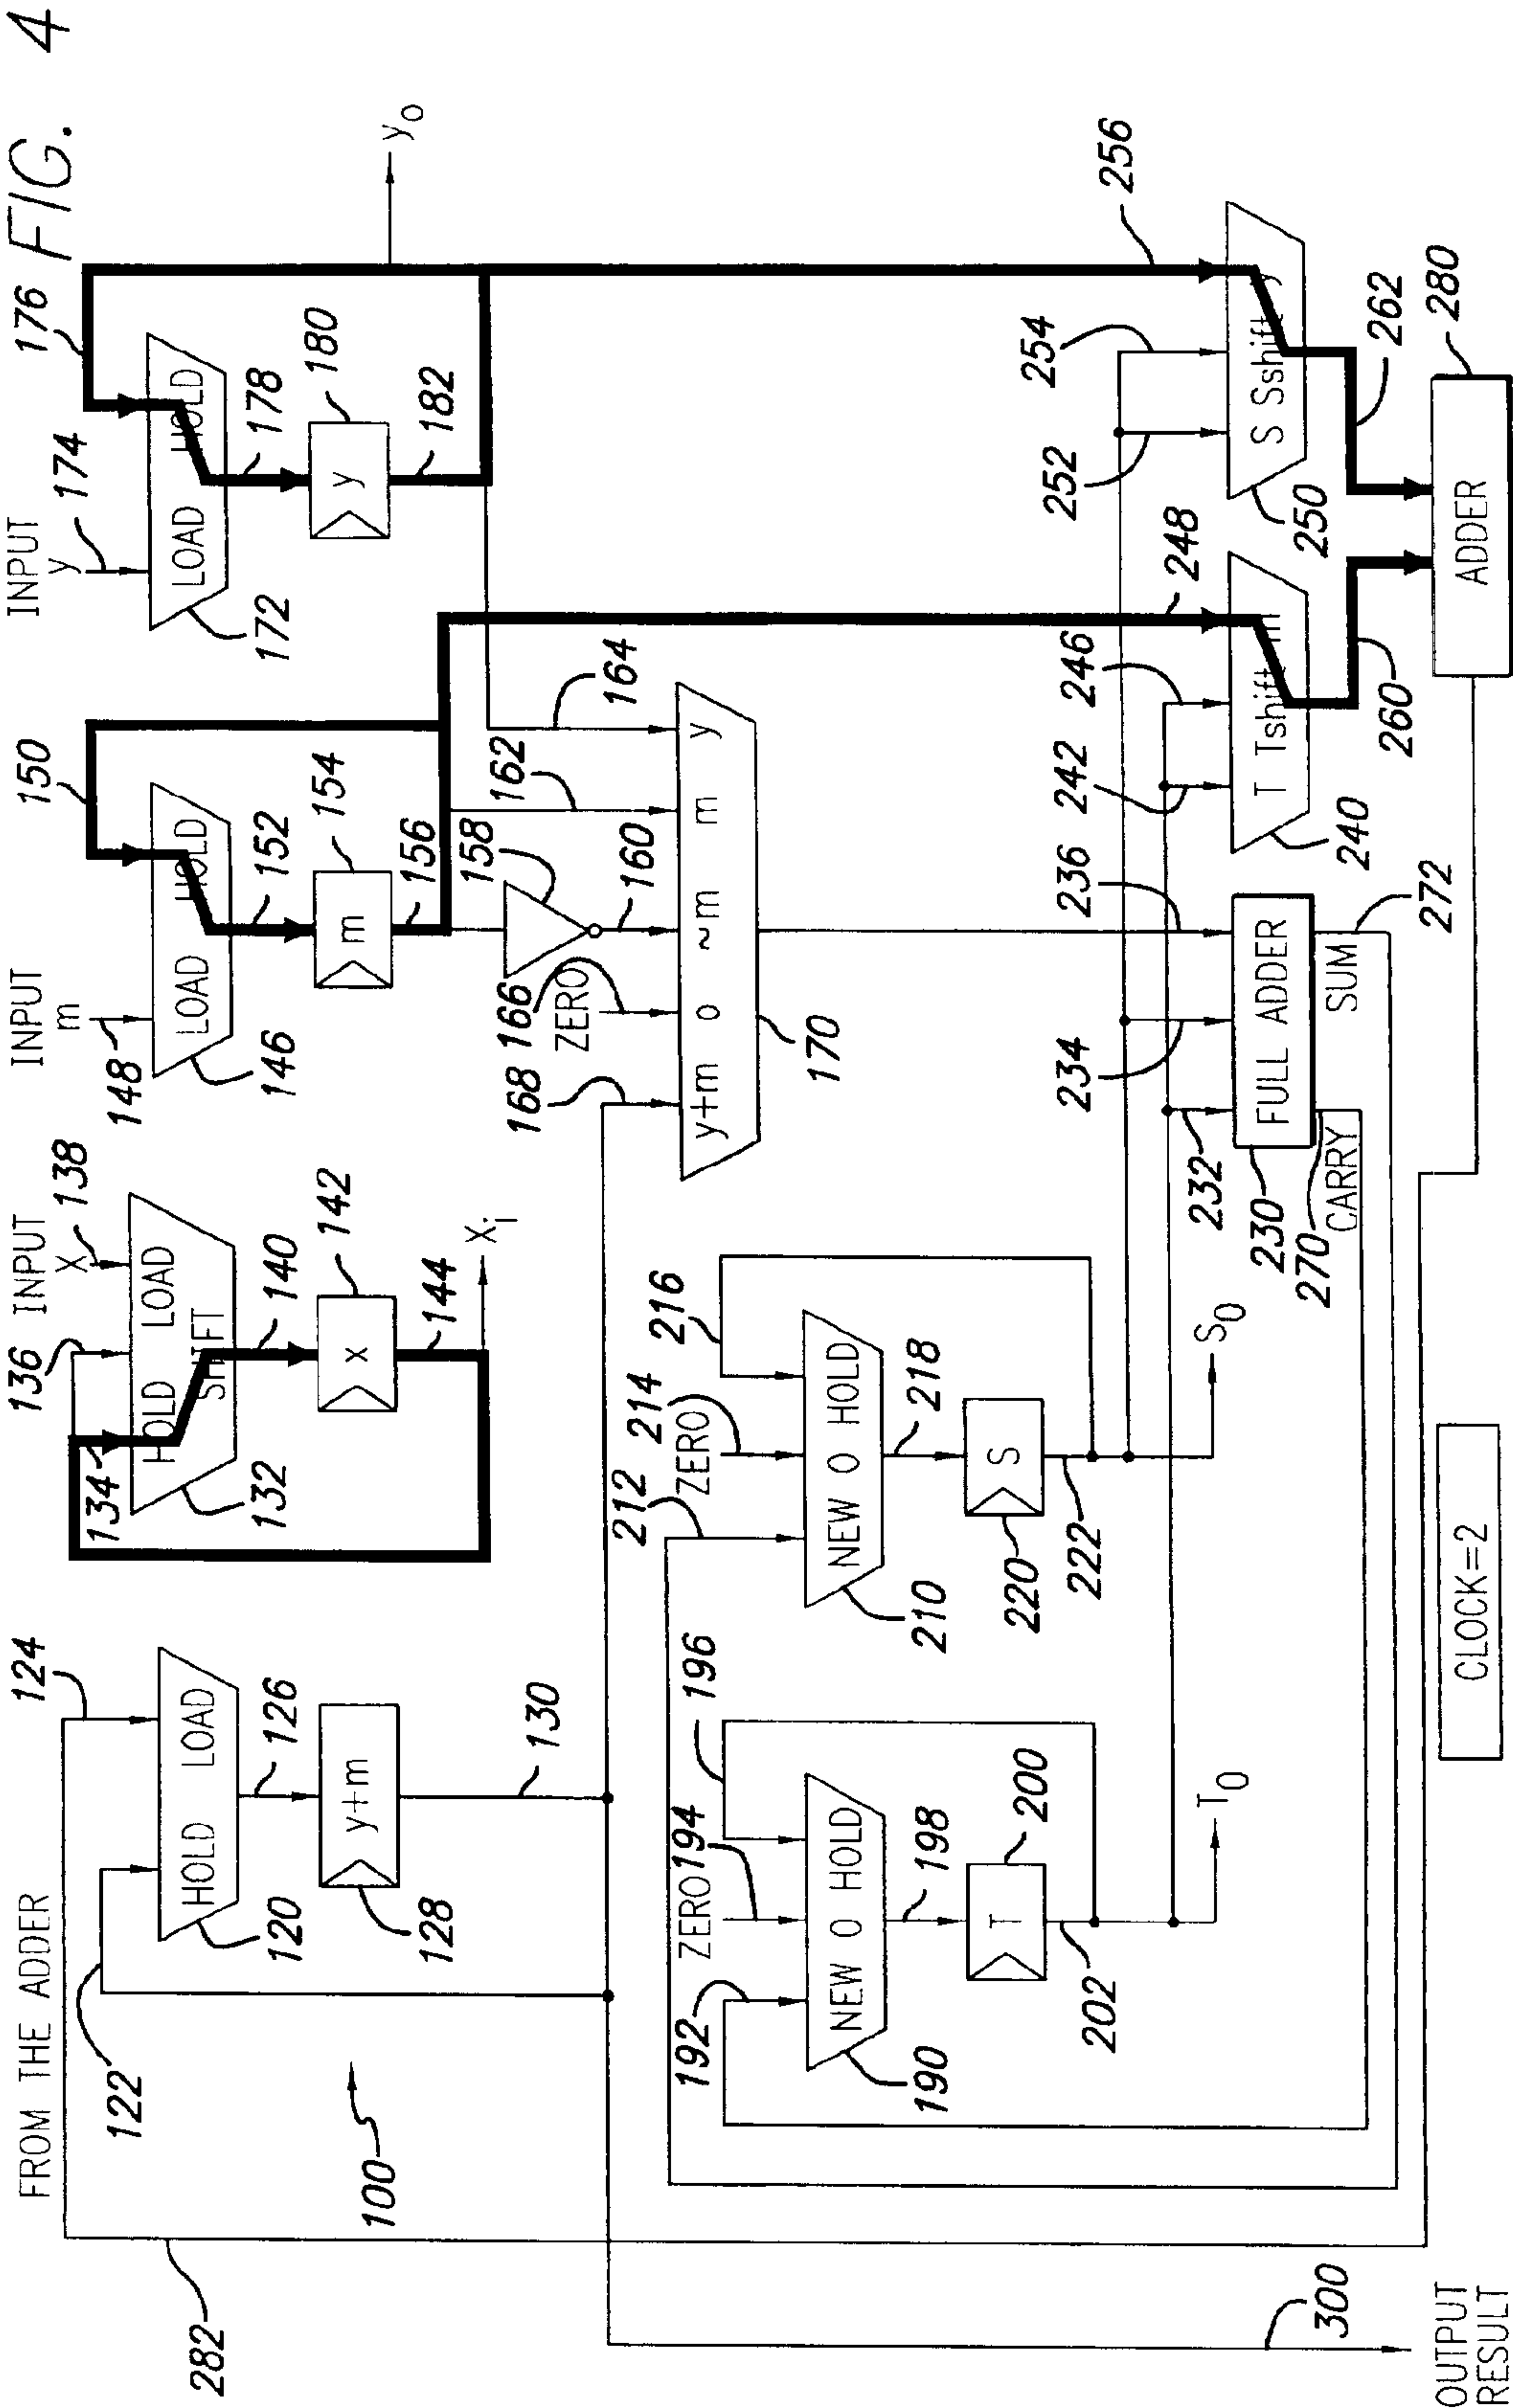 FIG. 4
FROM THE ADDER
INPUT
X
INPUT
m
INPUT
y
122
124
136
138
148
150
174
176
HOLD LOAD
HOLD LOAD
SHIFT
LOAD HOLD
LOAD HOLD
120
126
134
132
140
146
152
172
178
y+m
128
130
x
142
144
Xi
m
154
156
y
180
182
y0
100
158
160
162
164
ZERO
166
168
y+m 0 ~m m y
170
192
ZERO
194
196
212
ZERO
214
216
NEW 0 HOLD
190
198
NEW 0 HOLD
210
218
T
200
202
T0
S
220
222
S0
232
234
236
242
246
248
252
254
256
FULL ADDER
230
T Tshift m
240
S Sshift y
250
270
CARRY
SUM
272
260
262
ADDER
280
282
300
OUTPUT
RESULT
CLOCK=2